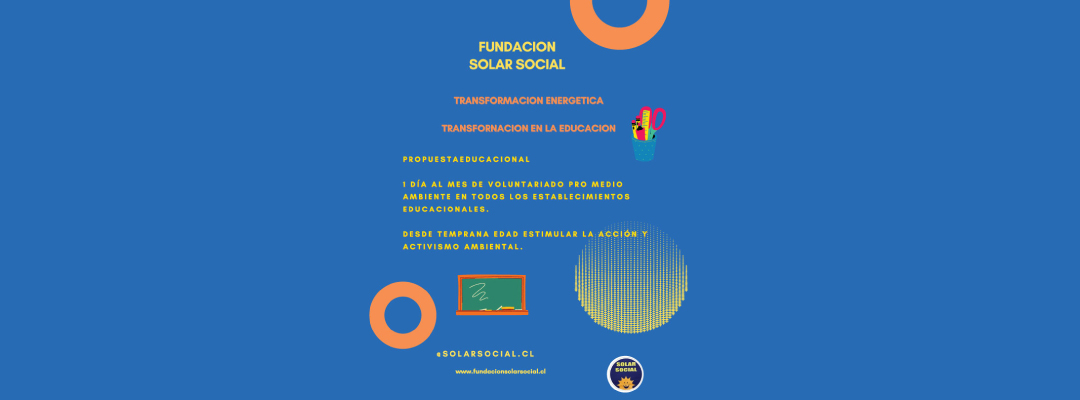 FUNDACION
SOLAR SOCIAL
TRANSFORMACION ENERGETICA
TRANSFORNACION EN LA EDUCACION
PROPUESTAEDUCACIONAL
1 DÍA AL MES DE VOLUNTARIADO PRO MEDIO
AMBIENTE EN TODOS LOS ESTABLECIMIENTOS
EDUCACIONALES.
DESDE TEMPRANA EDAD ESTIMULAR LA ACCIÓN Y
ACTIVISMO AMBIENTAL.
@SOLARSOCIAL.CL
www.fundacionsolarsocial.cl
SOLAR
SOCIAL